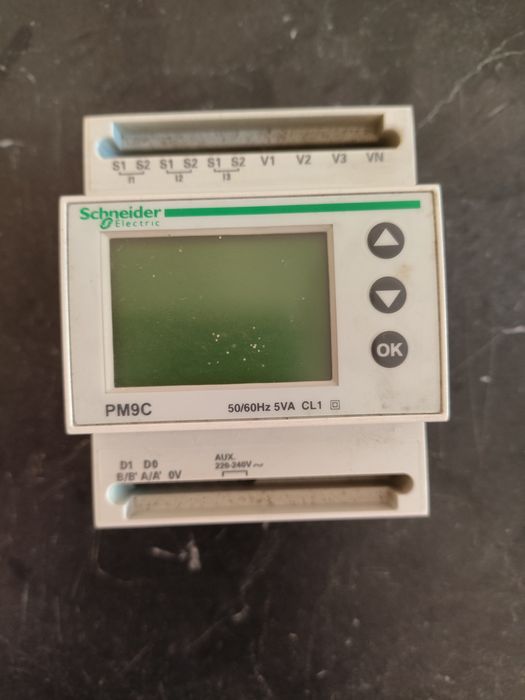 S1 S2 S1 S2 S1 S2 V1 V2 V3 VN
I1 I2 I3
Schneider
Electric
OK
PM9C 50/60Hz 5VA CL1
AUX.
D1 D0 220-240V~
B/B' A/A' 0V